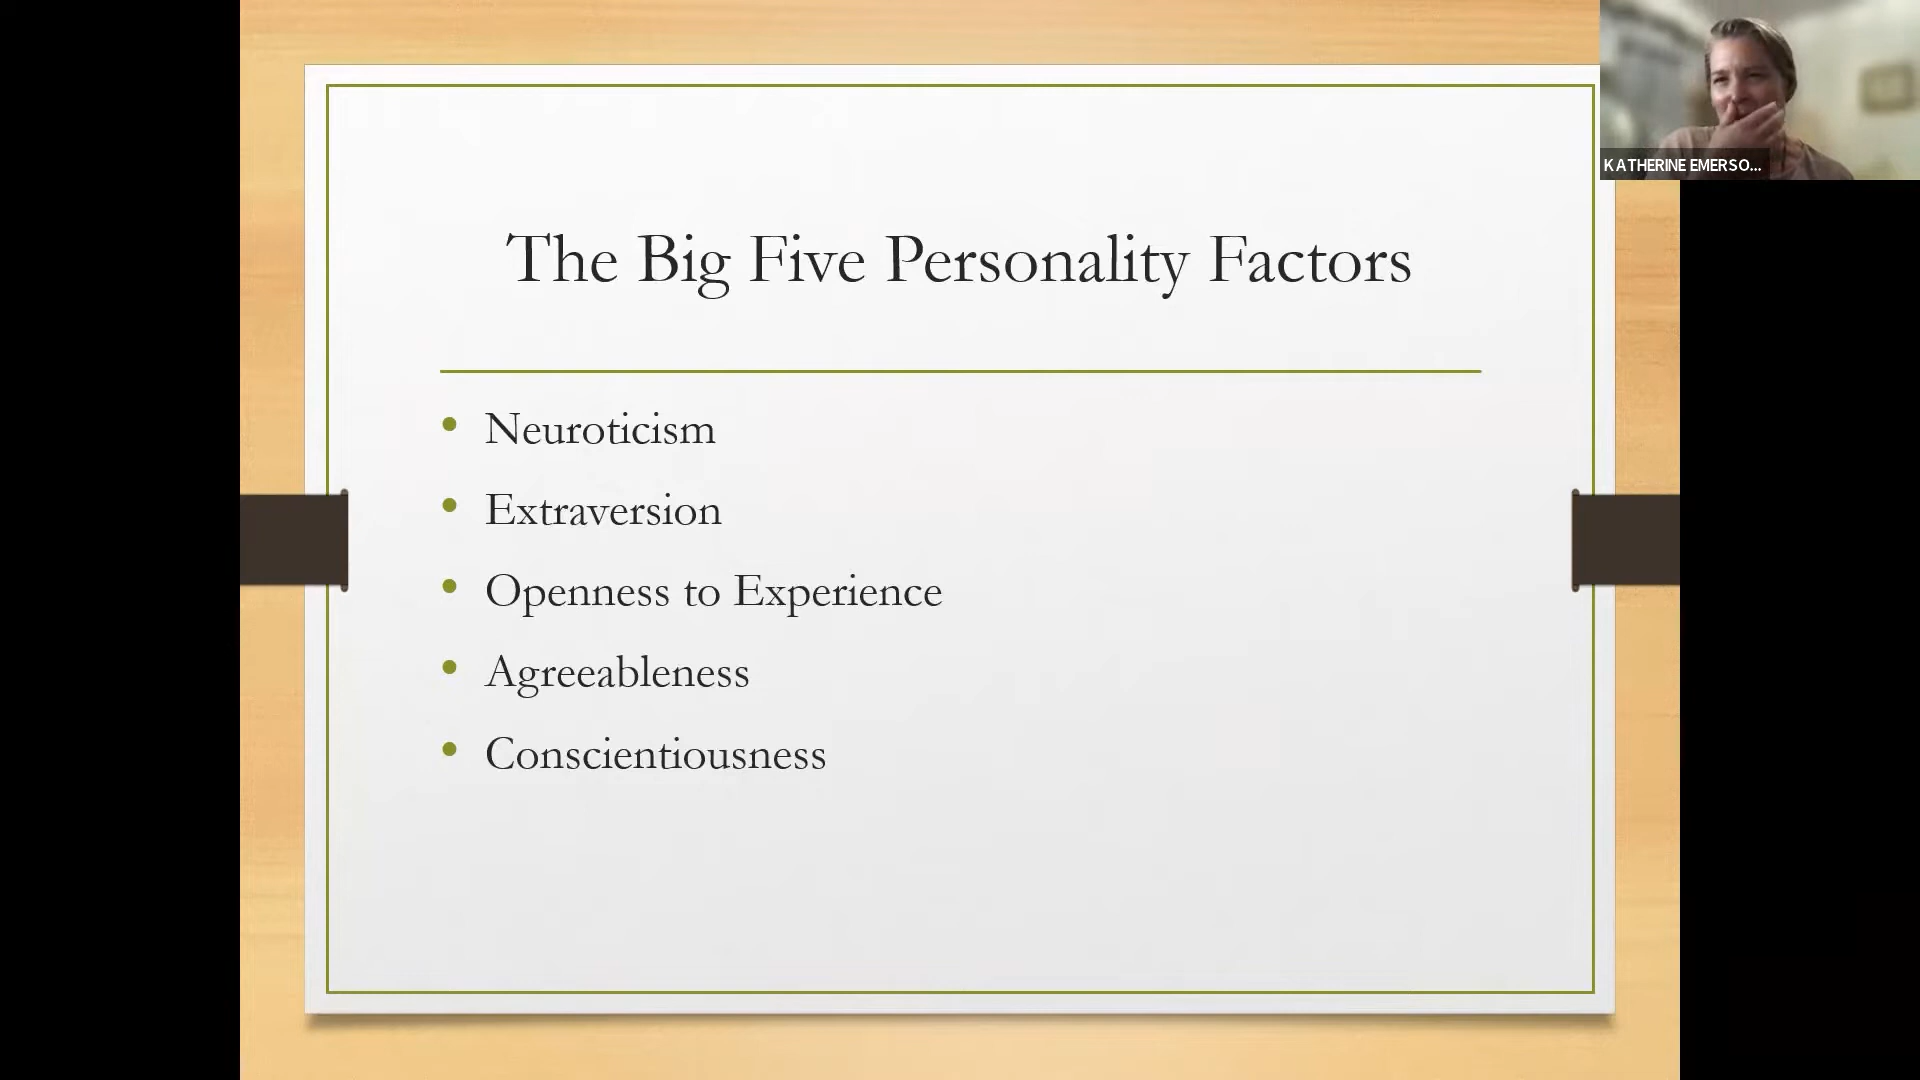 The Big Five Personality Factors
Neuroticism
Extraversion
Openness to Experience
Agreeableness
Conscientiousness
KATHERINE EMERSO...